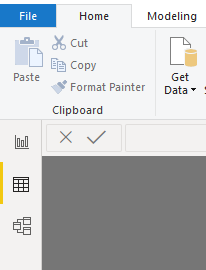 File Home Modeling
Cut
Paste
Copy
Format Painter
Get
Data
Clipboard